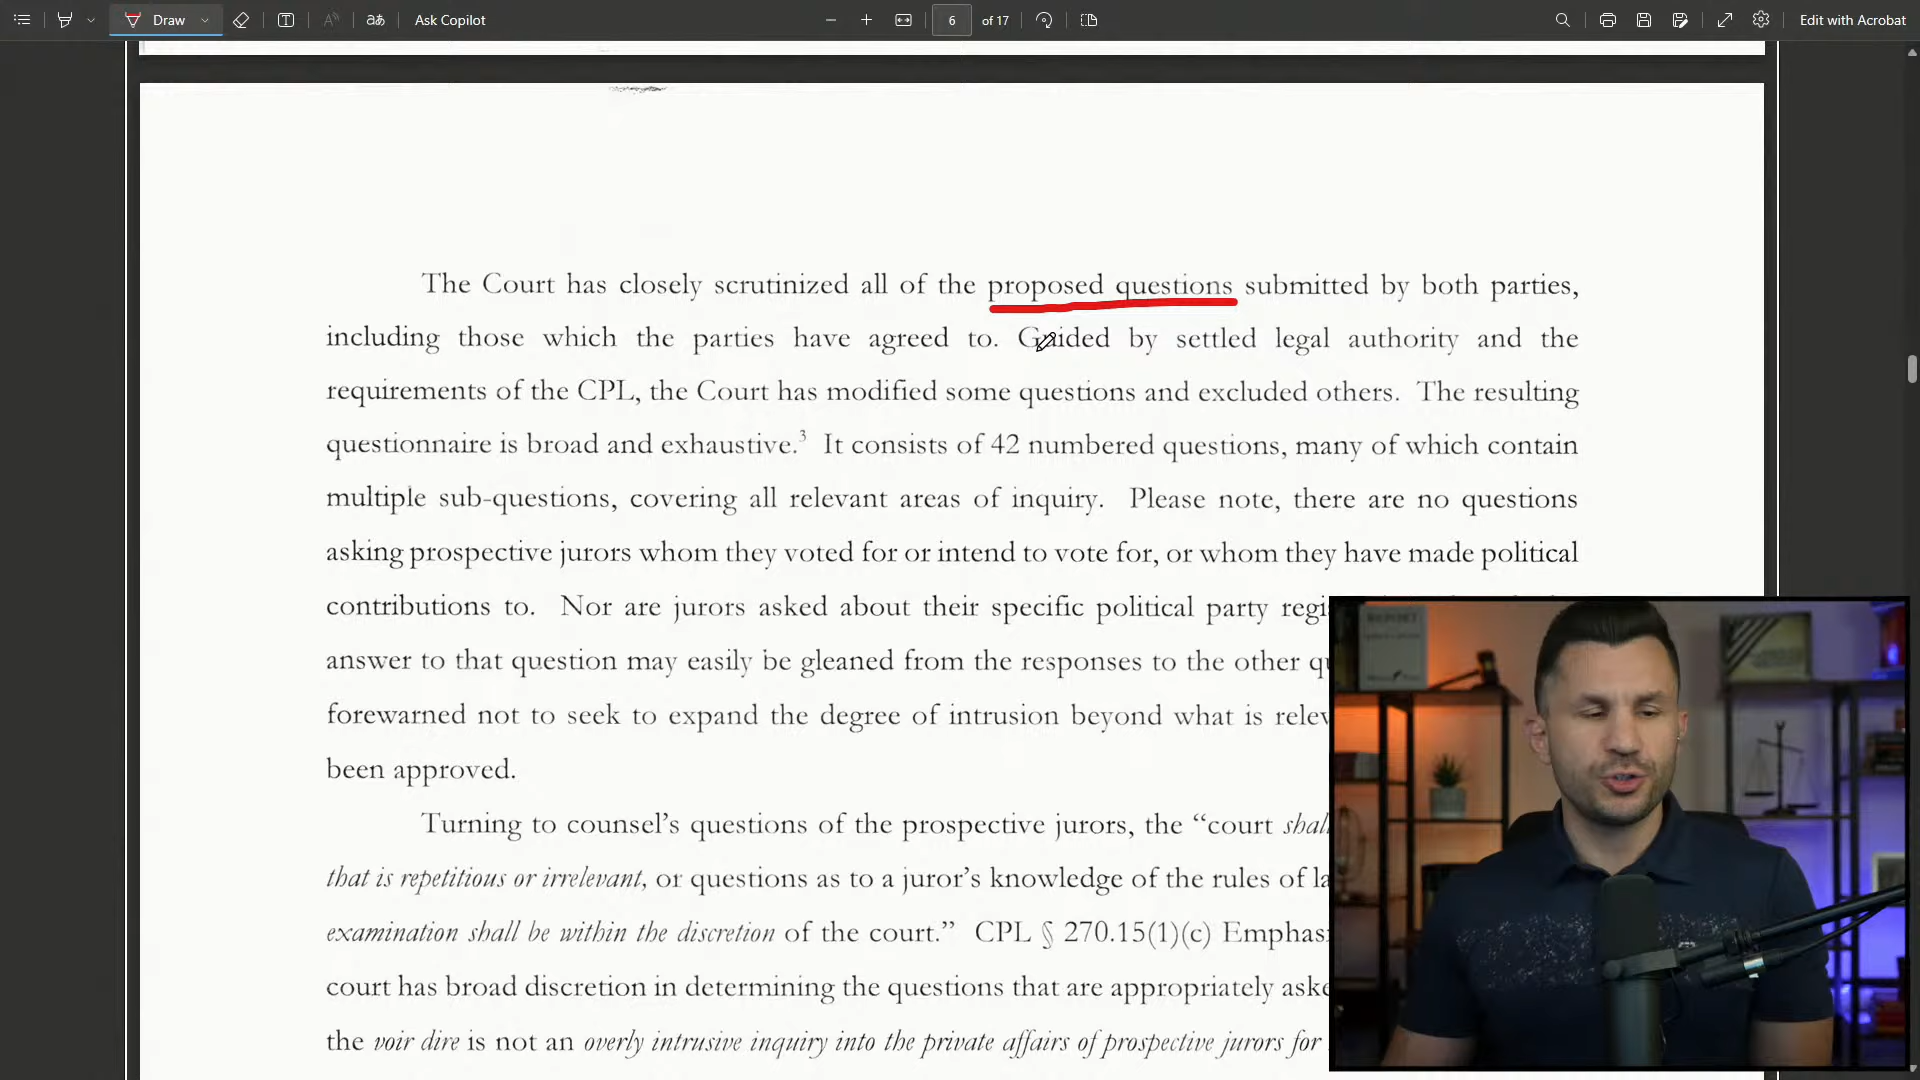 Draw
Ask Copilot
6 of 17
Edit with Acrobat
The Court has closely scrutinized all of the proposed questions submitted by both parties,
including those which the parties have agreed to. Guided by settled legal authority and the
requirements of the CPL, the Court has modified some questions and excluded others. The resulting
questionnaire is broad and exhaustive.3 It consists of 42 numbered questions, many of which contain
multiple sub-questions, covering all relevant areas of inquiry. Please note, there are no questions
asking prospective jurors whom they voted for or intend to vote for, or whom they have made political
contributions to. Nor are jurors asked about their specific political party
answer to that question may easily be gleaned from the responses to the other
forewarned not to seek to expand the degree of intrusion beyond what is
been approved.
Turning to counsel's questions of the prospective jurors, the "court
that is repetitious or irrelevant, or questions as to a juror's knowledge of the rules of
examination shall be within the discretion of the court." CPL § 270.15(1)(c)
court has broad discretion in determining the questions that are appropriately
the voir dire is not an overly intrusive inquiry into the private affairs of prospective jurors for